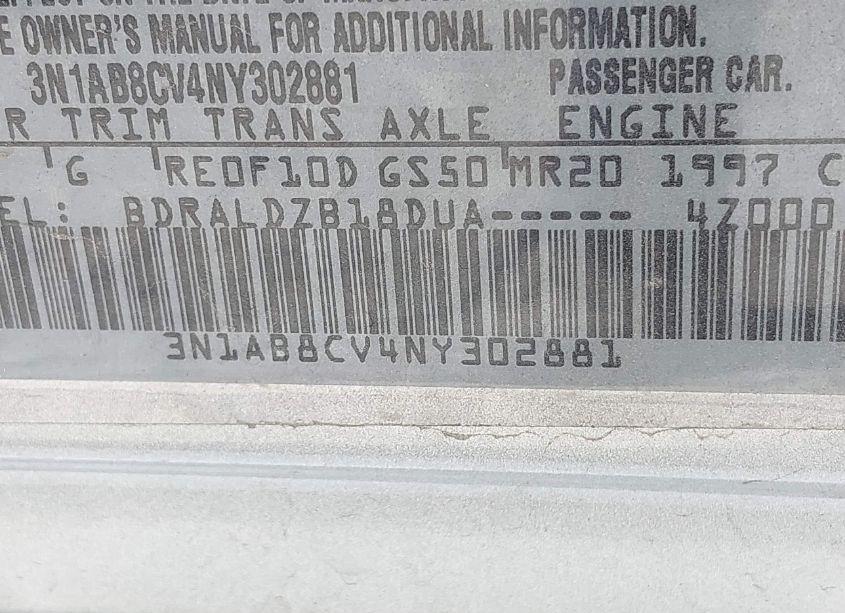 E OWNER'S MANUAL FOR ADDITIONAL INFORMATION.
3N1AB8CV4NY302881 PASSENGER CAR.
R TRIM TRANS AXLE ENGINE
G RE0F10D GS50 MR20 1997 C
EL: BDRALDZB18DUA----- 4Z000
3N1AB8CV4NY302881